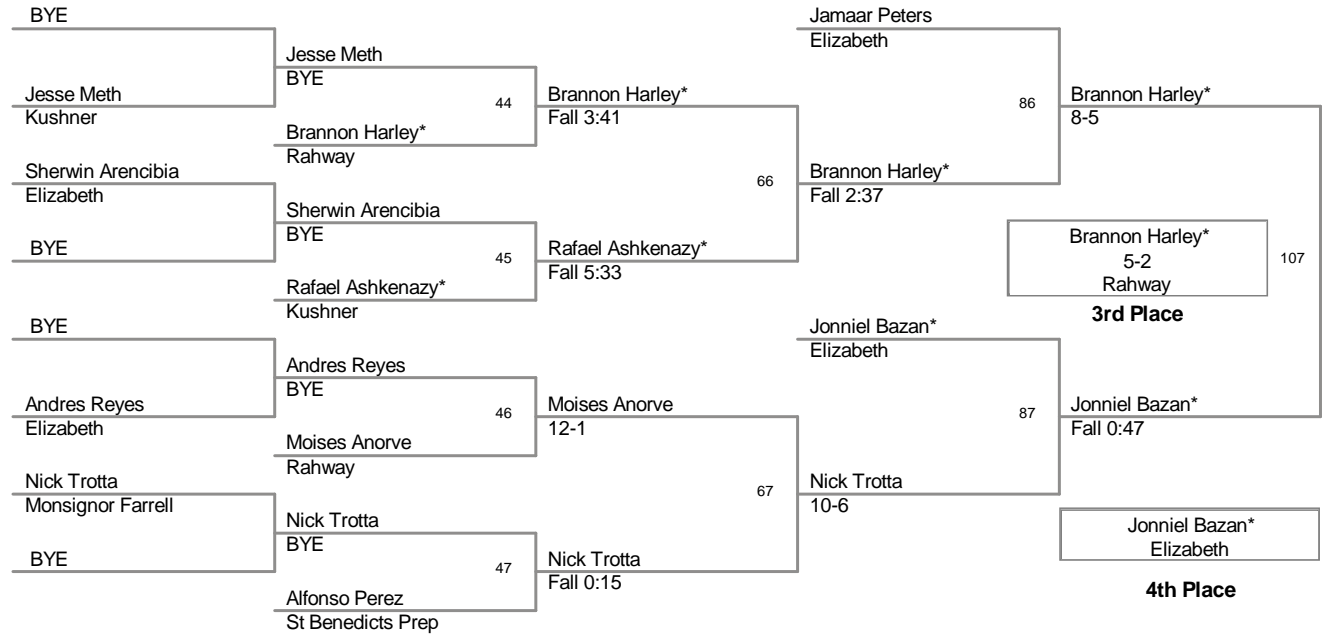 BYE
Jesse Meth
BYE
Jesse Meth
Kushner
44
Brannon Harley*
Rahway
Brannon Harley*
Fall 3:41
Sherwin Arencibia
Elizabeth
Sherwin Arencibia
BYE
BYE
45
Rafael Ashkenazy*
Kushner
Rafael Ashkenazy*
Fall 5:33
66
Brannon Harley*
Fall 2:37
Jamaar Peters
Elizabeth
86
Brannon Harley*
8-5
BYE
Andres Reyes
BYE
Andres Reyes
Elizabeth
46
Moises Anorve
Rahway
Moises Anorve
12-1
Nick Trotta
Monsignor Farrell
Nick Trotta
BYE
BYE
47
Alfonso Perez
St Benedicts Prep
Nick Trotta
Fall 0:15
67
Nick Trotta
10-6
Jonniel Bazan*
Elizabeth
87
Jonniel Bazan*
Fall 0:47
107
Brannon Harley*
5-2
Rahway
3rd Place
Jonniel Bazan*
Elizabeth
4th Place